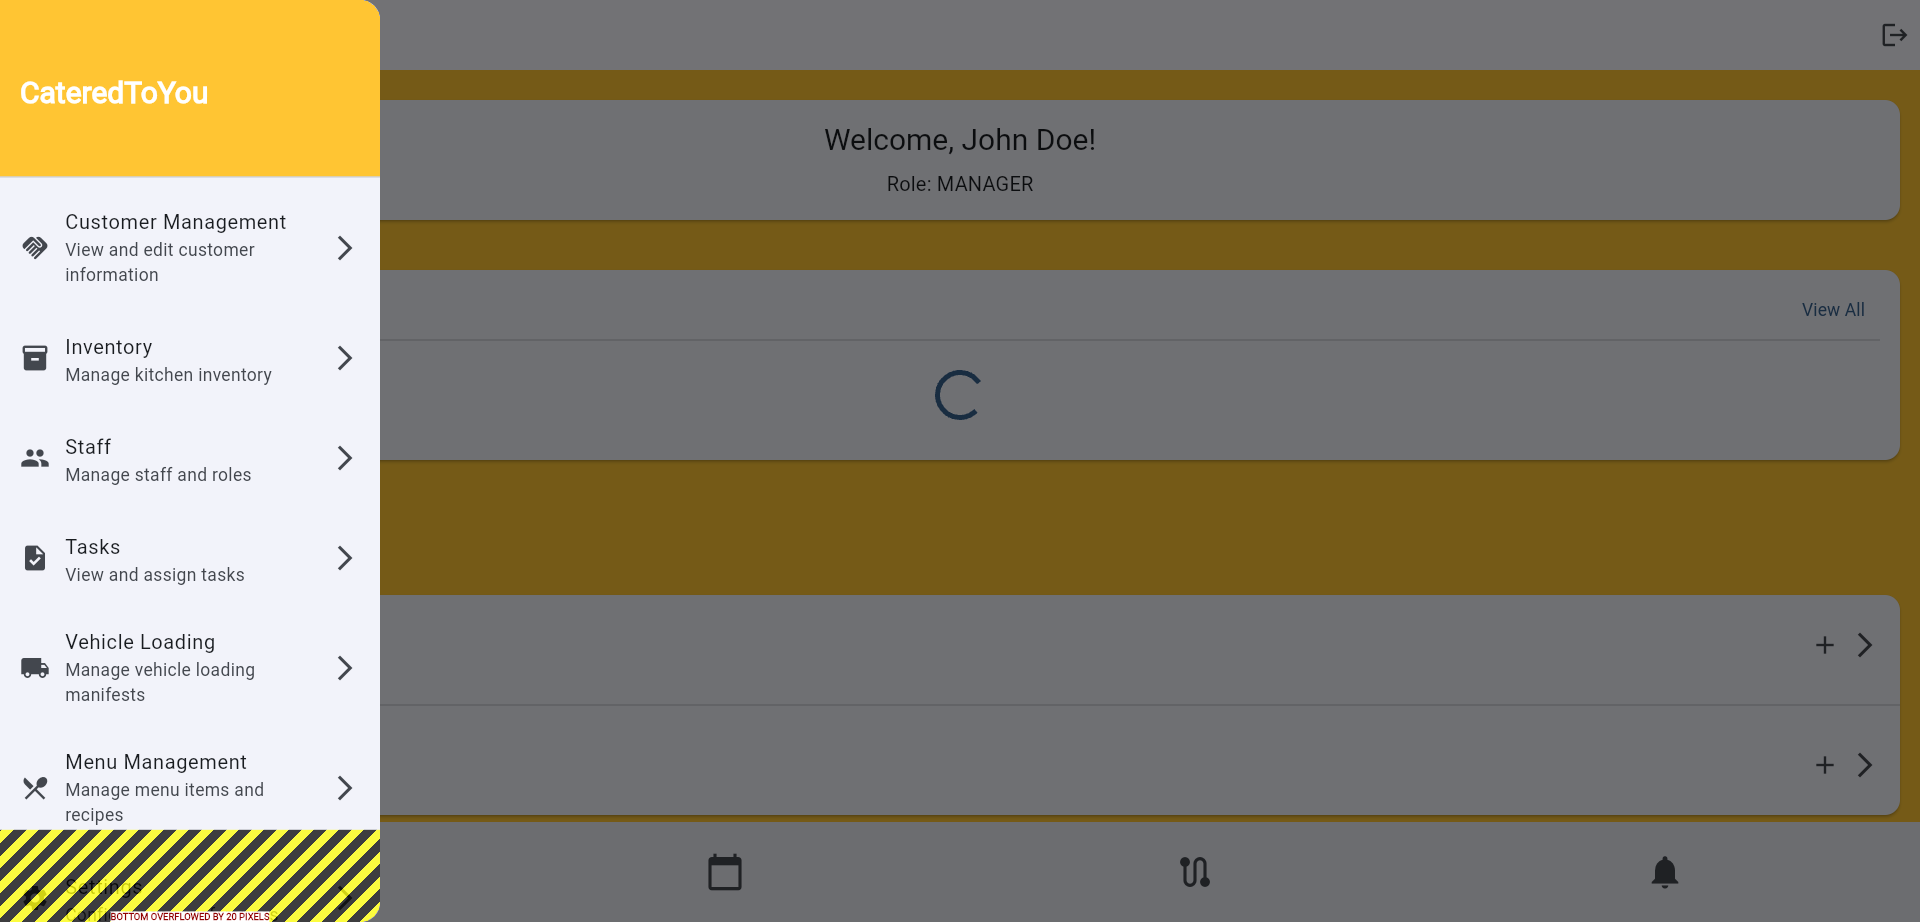 CateredToYou
Welcome, John Doe!
Role: MANAGER
Customer Management
View and edit customer
information
View All
Inventory
Manage kitchen inventory
Staff
Manage staff and roles
Tasks
View and assign tasks
Vehicle Loading
Manage vehicle loading
manifests
Menu Management
Manage menu items and
recipes
Settings
BOTTOM OVERFLOWED BY 20 PIXELS